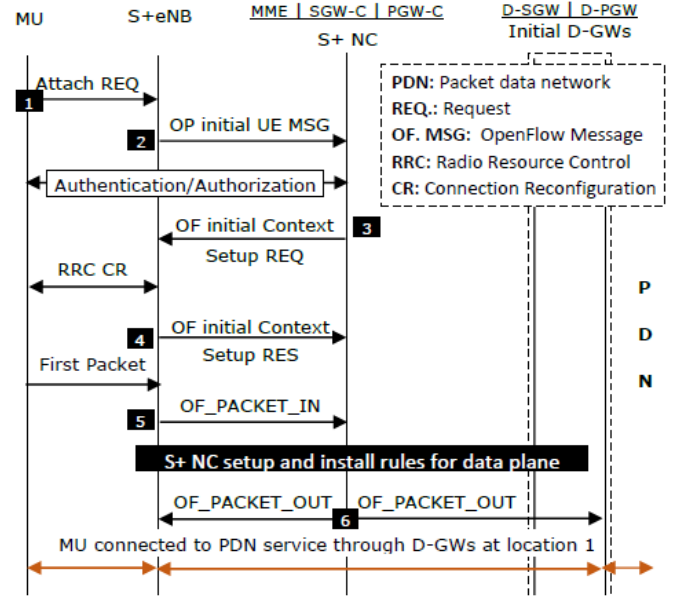 MU S+eNB MME | SGW-C | PGW-C D-SGW | D-PGW
S+ NC Initial D-GWs
PDN: Packet data network
REQ.: Request
OF. MSG: OpenFlow Message
RRC: Radio Resource Control
CR: Connection Reconfiguration
Attach REQ
1
OP initial UE MSG
2
Authentication/Authorization
OF initial Context
3
Setup REQ
RRC CR
P
D
N
OF initial Context
4
Setup RES
First Packet
OF_PACKET_IN
5
S+ NC setup and install rules for data plane
OF_PACKET_OUT OF_PACKET_OUT
6
MU connected to PDN service through D-GWs at location 1